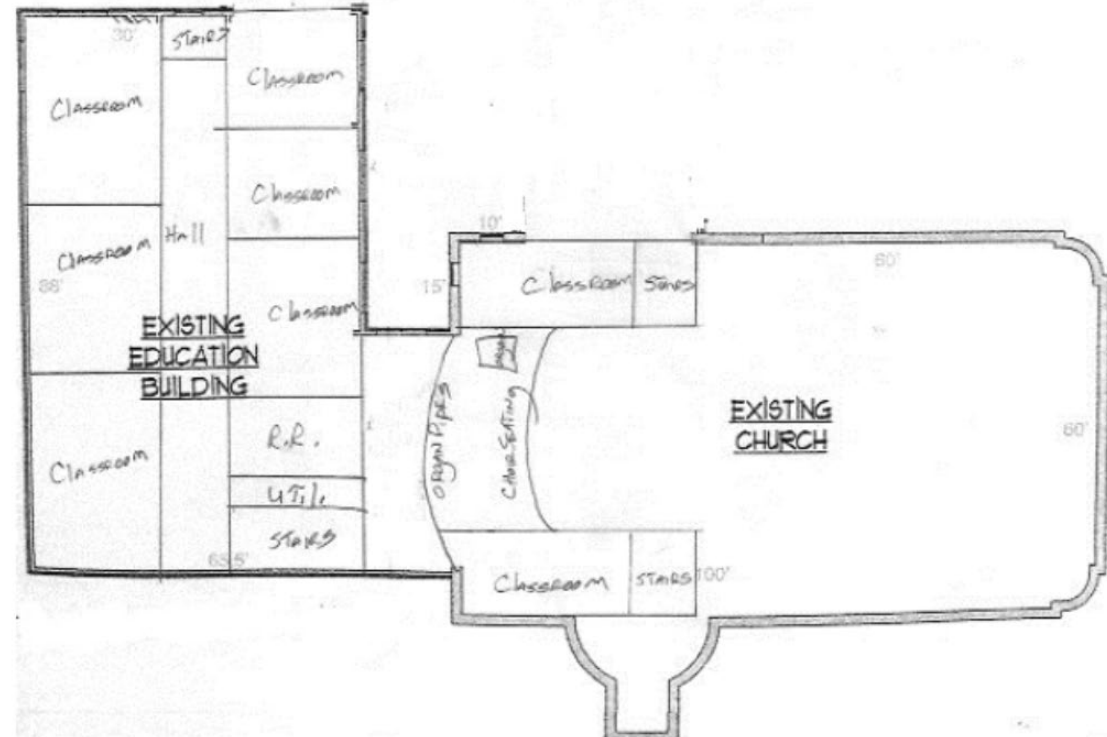 30'
STAIRS
Classroom
Classroom
Classroom
10'
Hall
Classroom
60'
86'
15'
Classroom
STAIRS
Classroom
EXISTING
EDUCATION
BUILDING
ORGAN PIPES
CHOIR SEATING
EXISTING
CHURCH
60'
R.R.
Classroom
UTIL.
STAIRS
65.5'
Classroom
STAIRS
100'